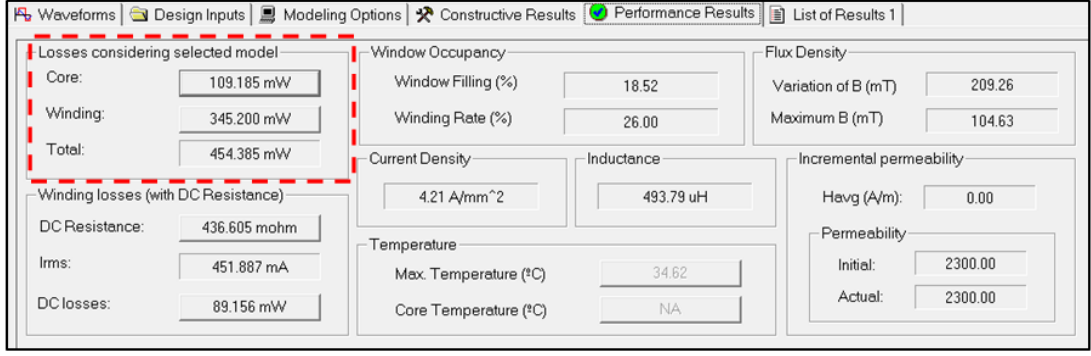 Waveforms Design Inputs Modeling Options Constructive Results Performance Results List of Results 1
Losses considering selected model
Core: 109.185 mW
Winding: 345.200 mW
Total: 454.385 mW
Winding losses (with DC Resistance)
DC Resistance: 436.605 mohm
Irms: 451.887 mA
DC losses: 89.156 mW
Window Occupancy
Window Filling (%) 18.52
Winding Rate (%) 26.00
Current Density
4.21 A/mm^2
Inductance
493.79 uH
Temperature
Max. Temperature (ºC) 34.62
Core Temperature (ºC) NA
Flux Density
Variation of B (mT) 209.26
Maximum B (mT) 104.63
Incremental permeability
Havg (A/m): 0.00
Permeability
Initial: 2300.00
Actual: 2300.00